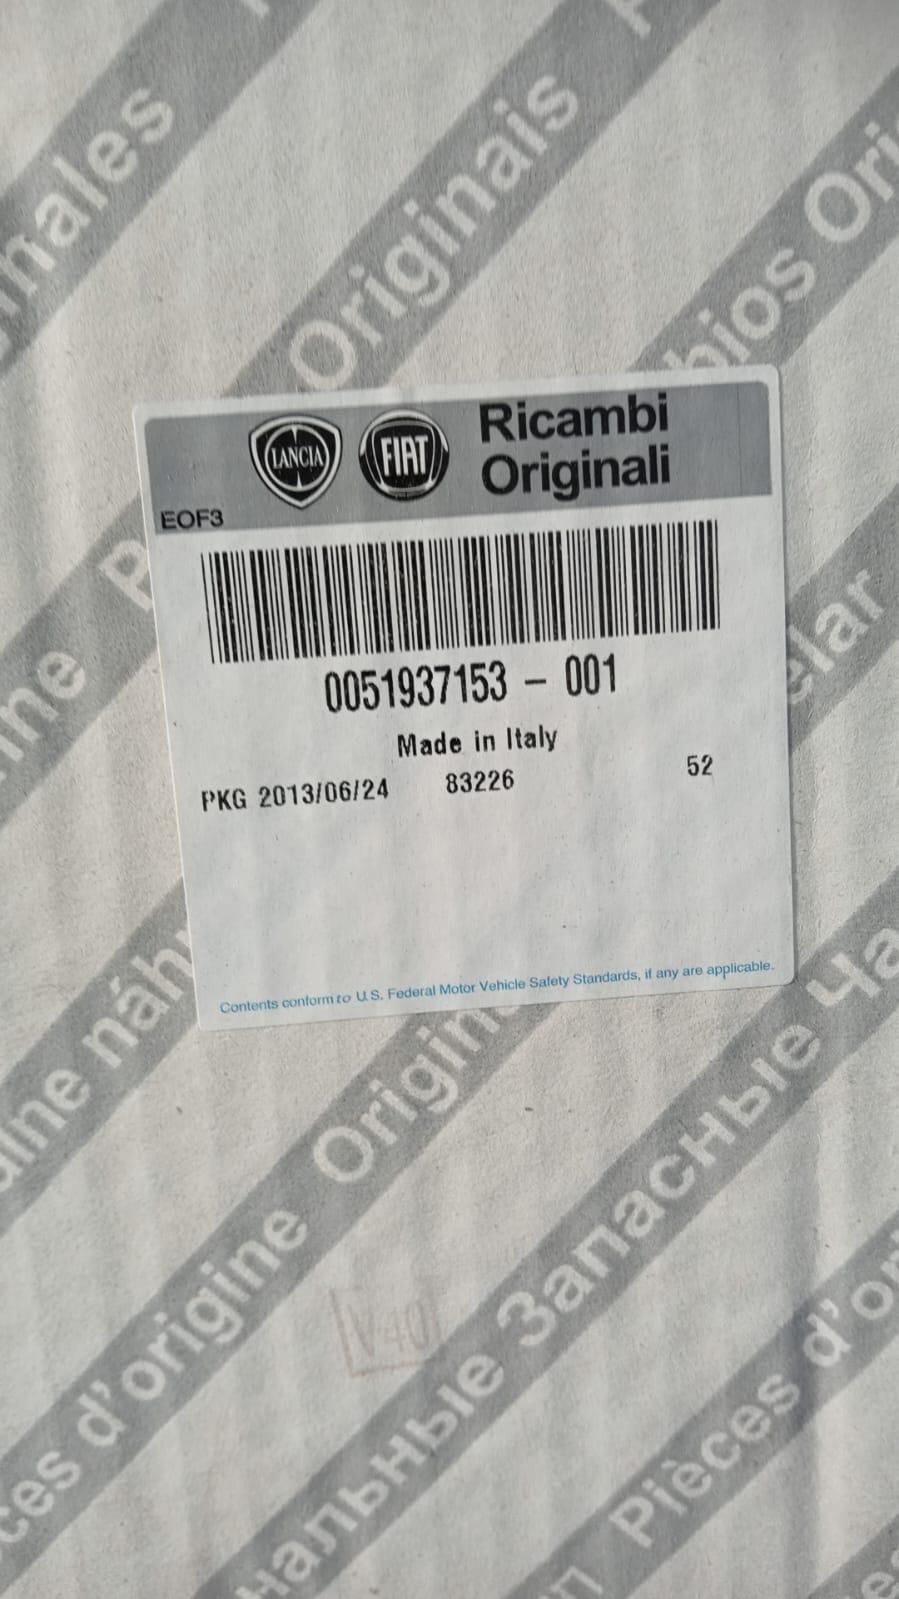 nales
Originais
bios Ori
LANCIA
FIAT
Ricambi
Originali
EOF3
0051937153 - 001
elar
ine
Made in Italy
PKG 2013/06/24 83226 52
Contents conform to U.S. Federal Motor Vehicle Safety Standards, if any are applicable.
ine náh
Origin
ces d'origine
V40
нальные Запасные Ча
Pièces d'or